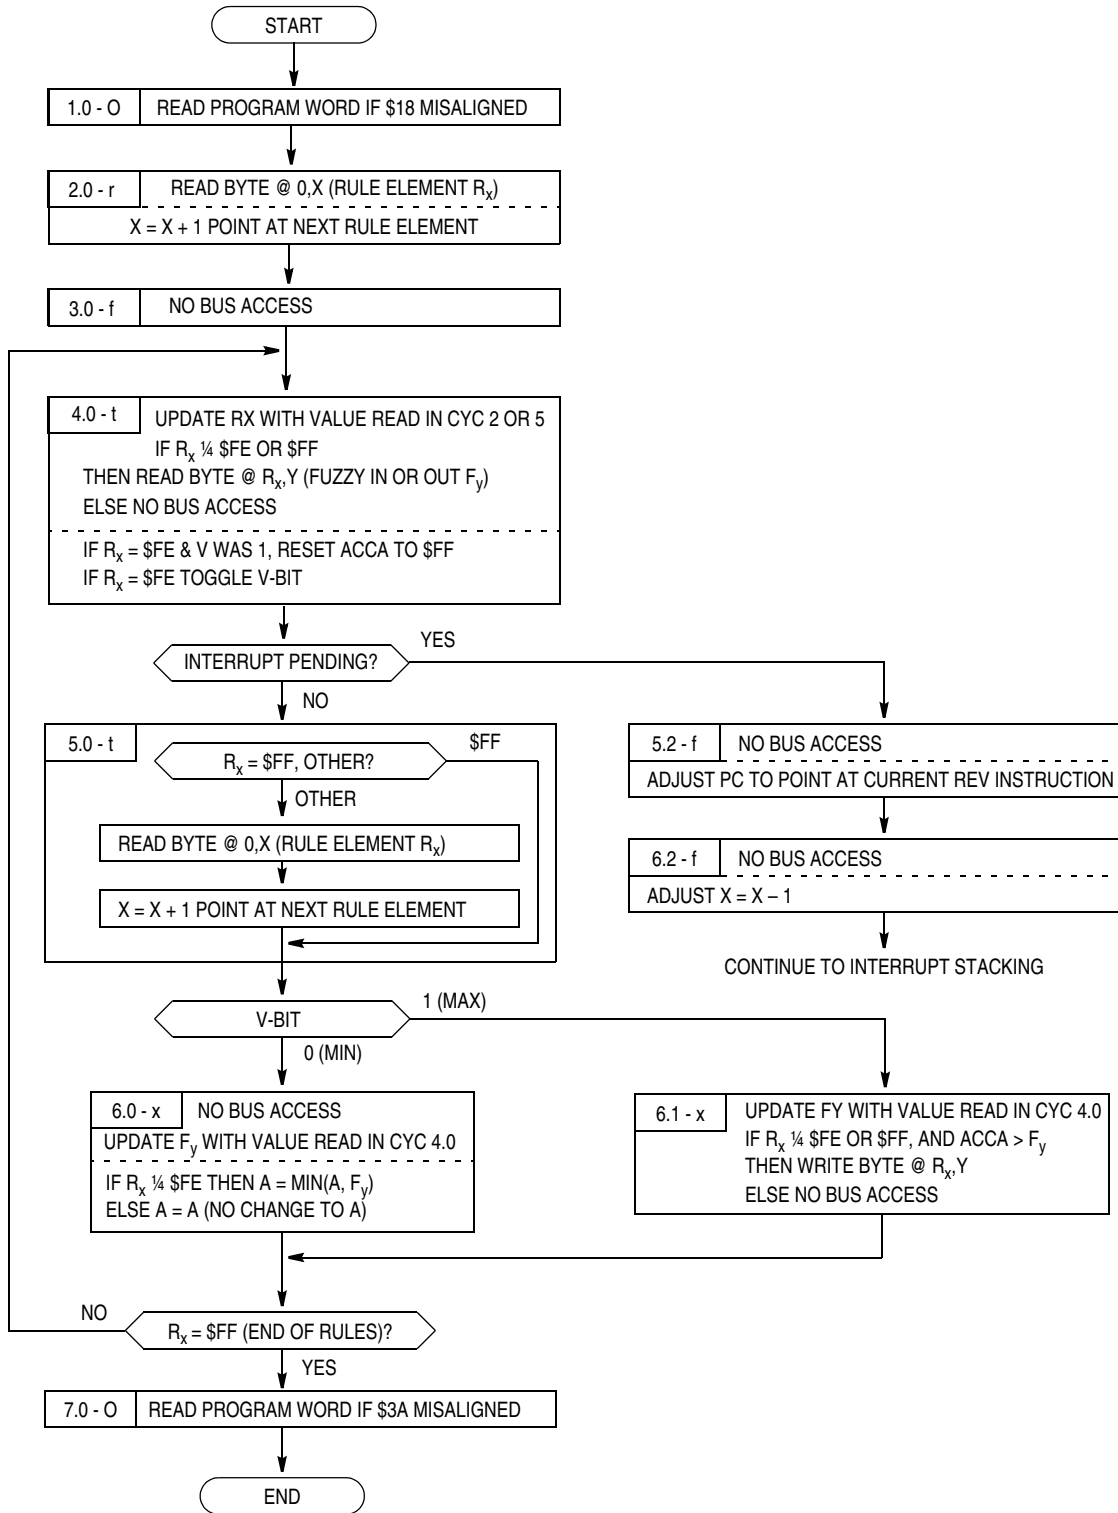 START
1.0 - O READ PROGRAM WORD IF $18 MISALIGNED
2.0 - r READ BYTE @ 0,X (RULE ELEMENT Rx)
X = X + 1 POINT AT NEXT RULE ELEMENT
3.0 - f NO BUS ACCESS
4.0 - t UPDATE RX WITH VALUE READ IN CYC 2 OR 5
IF Rx ¼ $FE OR $FF
THEN READ BYTE @ Rx,Y (FUZZY IN OR OUT Fy)
ELSE NO BUS ACCESS
IF Rx = $FE & V WAS 1, RESET ACCA TO $FF
IF Rx = $FE TOGGLE V-BIT
INTERRUPT PENDING?
YES
NO
5.0 - t
Rx = $FF, OTHER?
$FF
OTHER
READ BYTE @ 0,X (RULE ELEMENT Rx)
X = X + 1 POINT AT NEXT RULE ELEMENT
5.2 - f NO BUS ACCESS
ADJUST PC TO POINT AT CURRENT REV INSTRUCTION
6.2 - f NO BUS ACCESS
ADJUST X = X – 1
CONTINUE TO INTERRUPT STACKING
V-BIT
1 (MAX)
0 (MIN)
6.0 - x NO BUS ACCESS
UPDATE Fy WITH VALUE READ IN CYC 4.0
IF Rx ¼ $FE THEN A = MIN(A, Fy)
ELSE A = A (NO CHANGE TO A)
6.1 - x UPDATE FY WITH VALUE READ IN CYC 4.0
IF Rx ¼ $FE OR $FF, AND ACCA > Fy
THEN WRITE BYTE @ Rx,Y
ELSE NO BUS ACCESS
NO
Rx = $FF (END OF RULES)?
YES
7.0 - O READ PROGRAM WORD IF $3A MISALIGNED
END